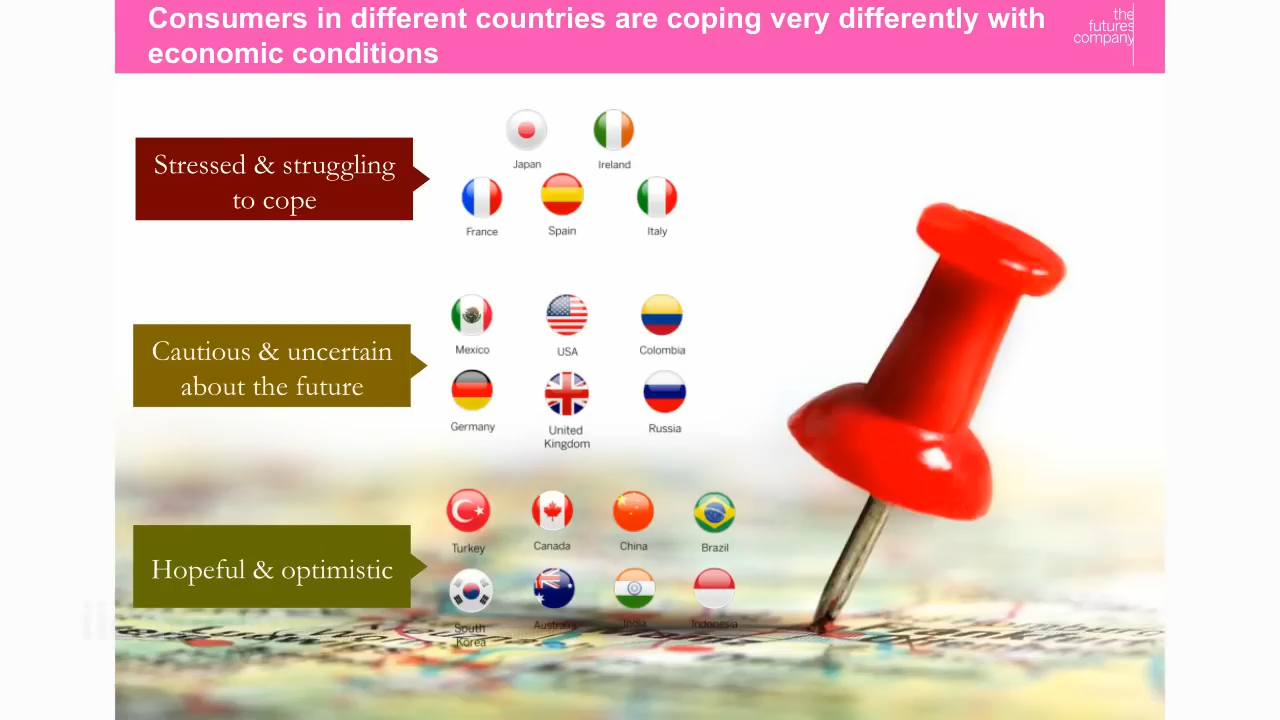 Consumers in different countries are coping very differently with
economic conditions
the
futures
company
Stressed & struggling
to cope
Japan
Ireland
France
Spain
Italy
Cautious & uncertain
about the future
Mexico
USA
Colombia
Germany
United
Kingdom
Russia
Hopeful & optimistic
Turkey
Canada
China
Brazil
South
Korea
Australia
India
Indonesia